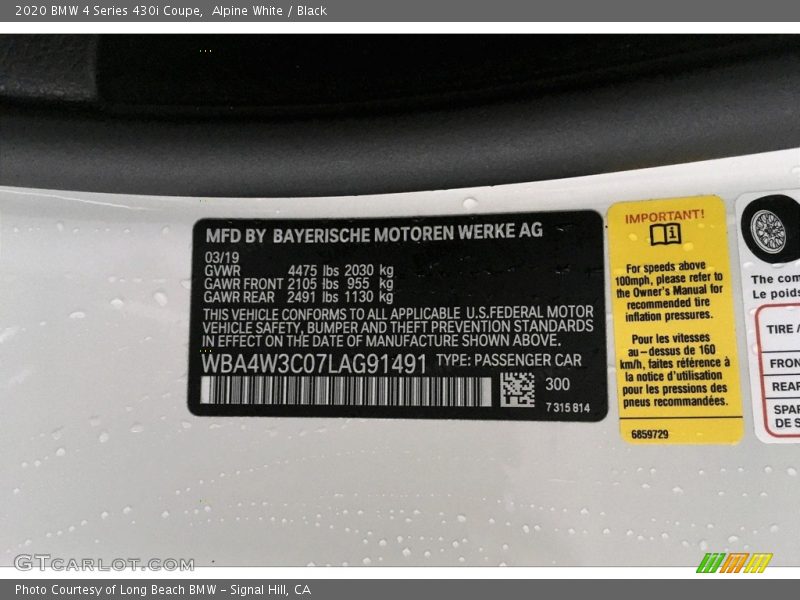 2020 BMW 4 Series 430i Coupe,  Alpine White / Black
MFD BY BAYERISCHE MOTOREN WERKE AG
03/19
GVWR 4475 lbs 2030 kg
GAWR FRONT 2105 lbs 955 kg
GAWR REAR 2491 lbs 1130 kg
THIS VEHICLE CONFORMS TO ALL APPLICABLE U.S.FEDERAL MOTOR
VEHICLE SAFETY, BUMPER AND THEFT PREVENTION STANDARDS
IN EFFECT ON THE DATE OF MANUFACTURE SHOWN ABOVE.
WBA4W3C07LAG91491 TYPE: PASSENGER CAR
300
7 315 814
IMPORTANT!
For speeds above
100mph, please refer to
the Owner's Manual for
recommended tire
inflation pressures.
Pour les vitesses
au-dessus de 160
km/h, faites référence à
la notice d'utilisation
pour les pressions des
pneus recommandées.
6859729
The com
Le poids
TIRE /
FRON
REAR
SPAR
DE S
GTCARLOT.COM
Photo Courtesy of Long Beach BMW - Signal Hill, CA